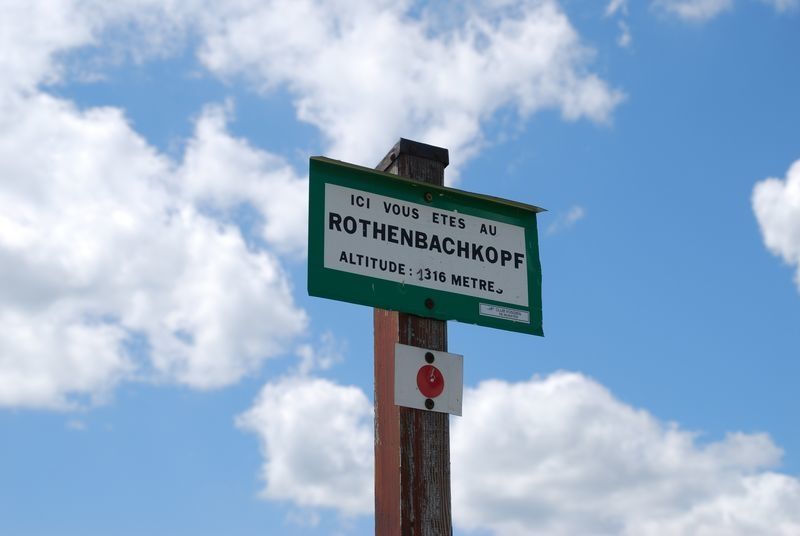 ICI VOUS ETES AU
ROTHENBACHKOPF
ALTITUDE : 1316 METRES